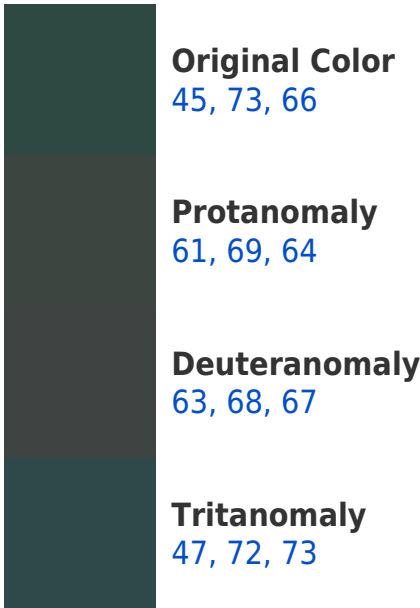 Original Color
45, 73, 66
Protanomaly
61, 69, 64
Deuteranomaly
63, 68, 67
Tritanomaly
47, 72, 73